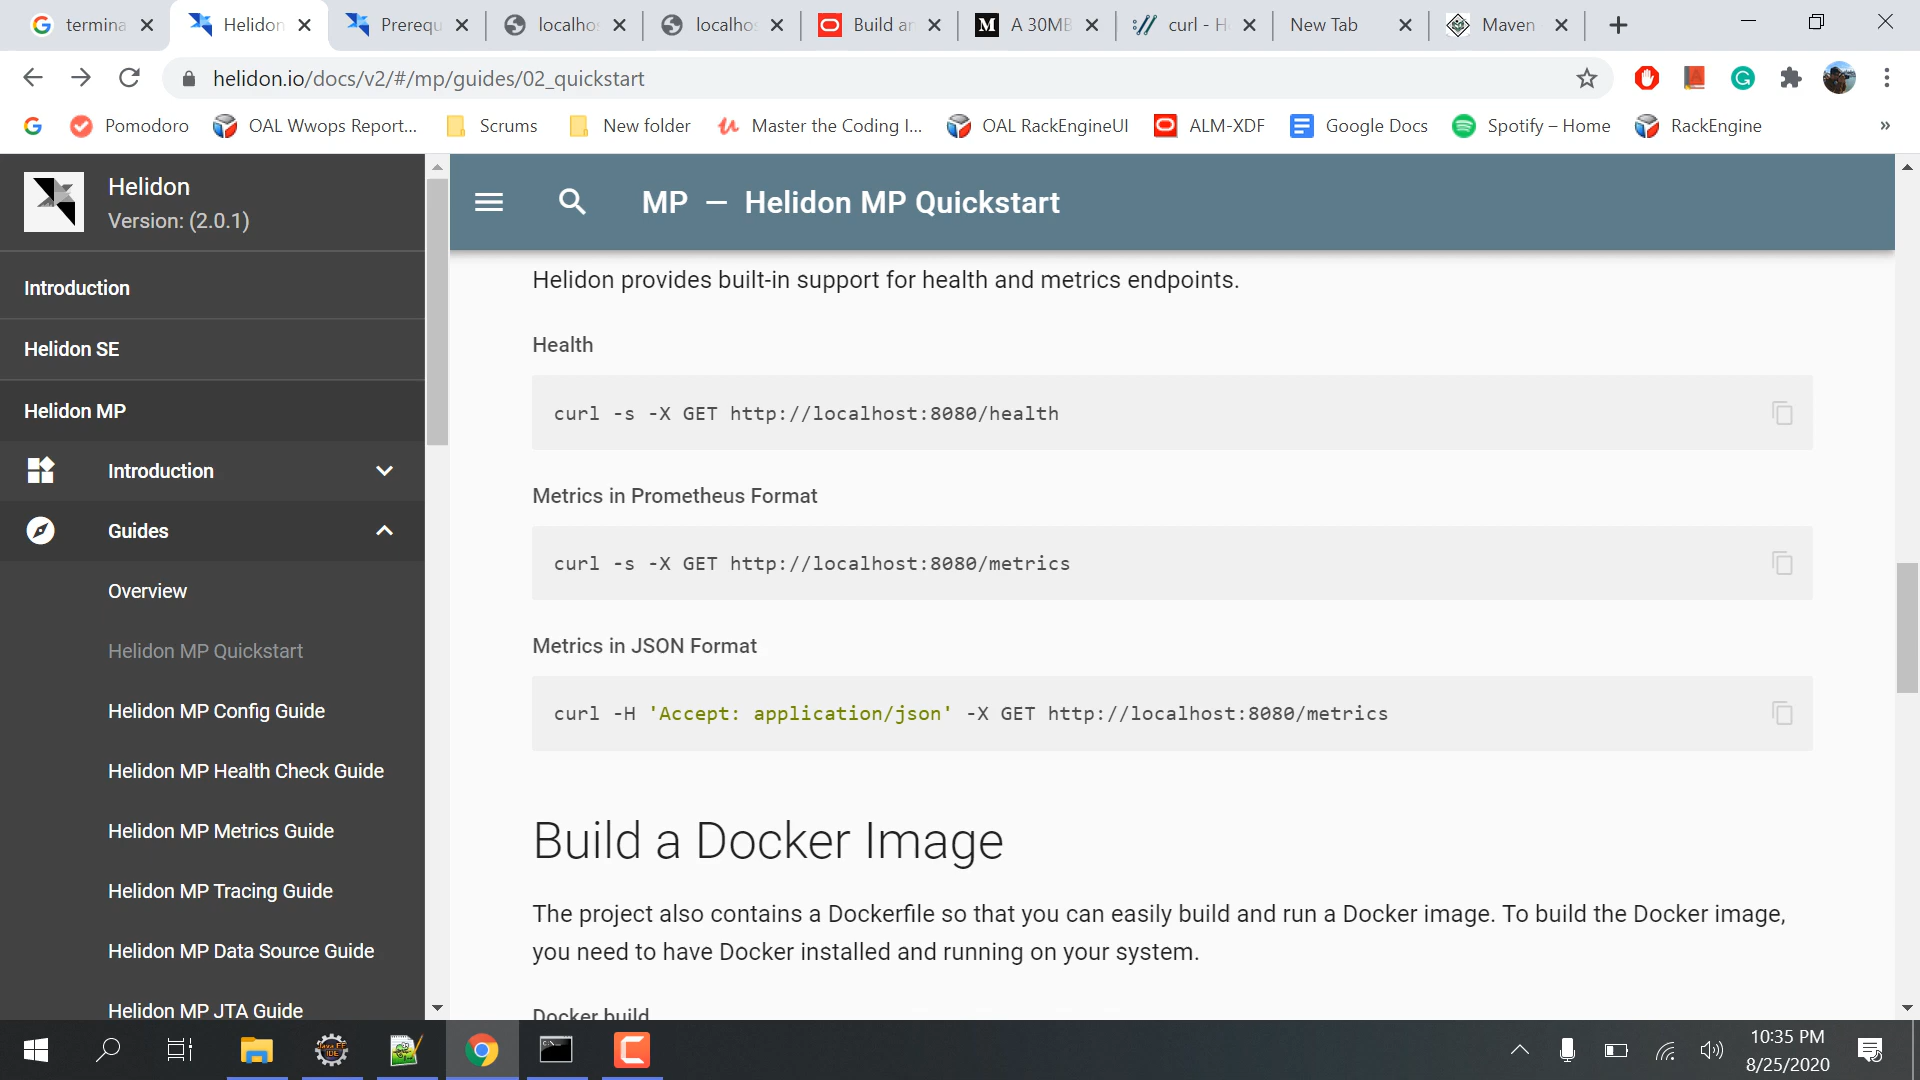 termina
Helidon
Prerequ
localhos
localhos
Build an
A 30MB
curl - H
New Tab
Maven
helidon.io/docs/v2/#/mp/guides/02_quickstart
Pomodoro
OAL Wwops Report...
Scrums
New folder
Master the Coding I...
OAL RackEngineUI
ALM-XDF
Google Docs
Spotify – Home
RackEngine
»
Helidon
Version: (2.0.1)
Introduction
Helidon SE
Helidon MP
Introduction
Guides
Overview
Helidon MP Quickstart
Helidon MP Config Guide
Helidon MP Health Check Guide
Helidon MP Metrics Guide
Helidon MP Tracing Guide
Helidon MP Data Source Guide
Helidon MP JTA Guide
MP — Helidon MP Quickstart
Helidon provides built-in support for health and metrics endpoints.
Health
curl -s -X GET http://localhost:8080/health
Metrics in Prometheus Format
curl -s -X GET http://localhost:8080/metrics
Metrics in JSON Format
curl -H 'Accept: application/json' -X GET http://localhost:8080/metrics
Build a Docker Image
The project also contains a Dockerfile so that you can easily build and run a Docker image. To build the Docker image,
you need to have Docker installed and running on your system.
Docker build
10:35 PM
8/25/2020